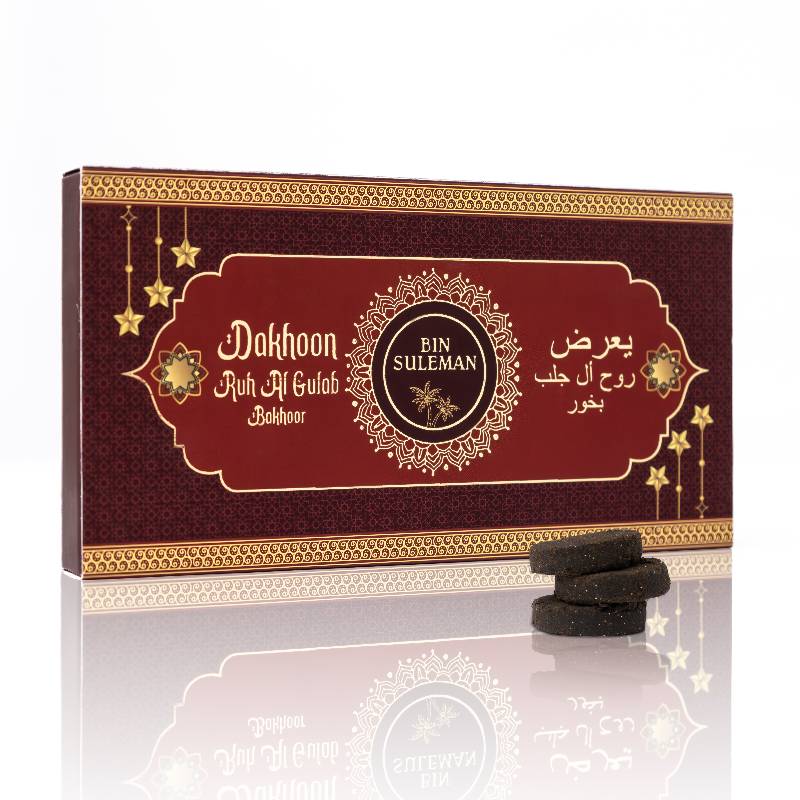 Dakhoon
Ruh Al Gulab
Bakhoor
BIN
SULEMAN
يعرض
روح أل جلب
بخور